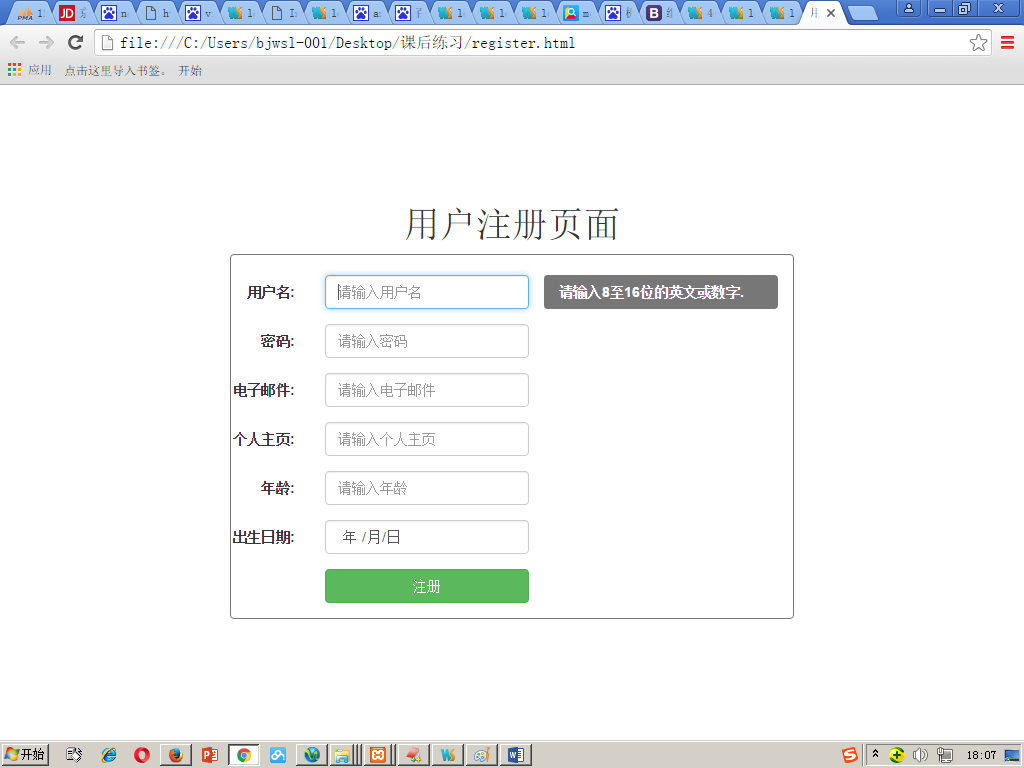 file:///C:/Users/bjwsl-001/Desktop/课后练习/register.html
应用 点击这里导入书签。 开始
用户注册页面
用户名: 请输入用户名 请输入8至16位的英文或数字.
密码: 请输入密码
电子邮件: 请输入电子邮件
个人主页: 请输入个人主页
年龄: 请输入年龄
出生日期: 年 /月/日
注册
开始 18:07